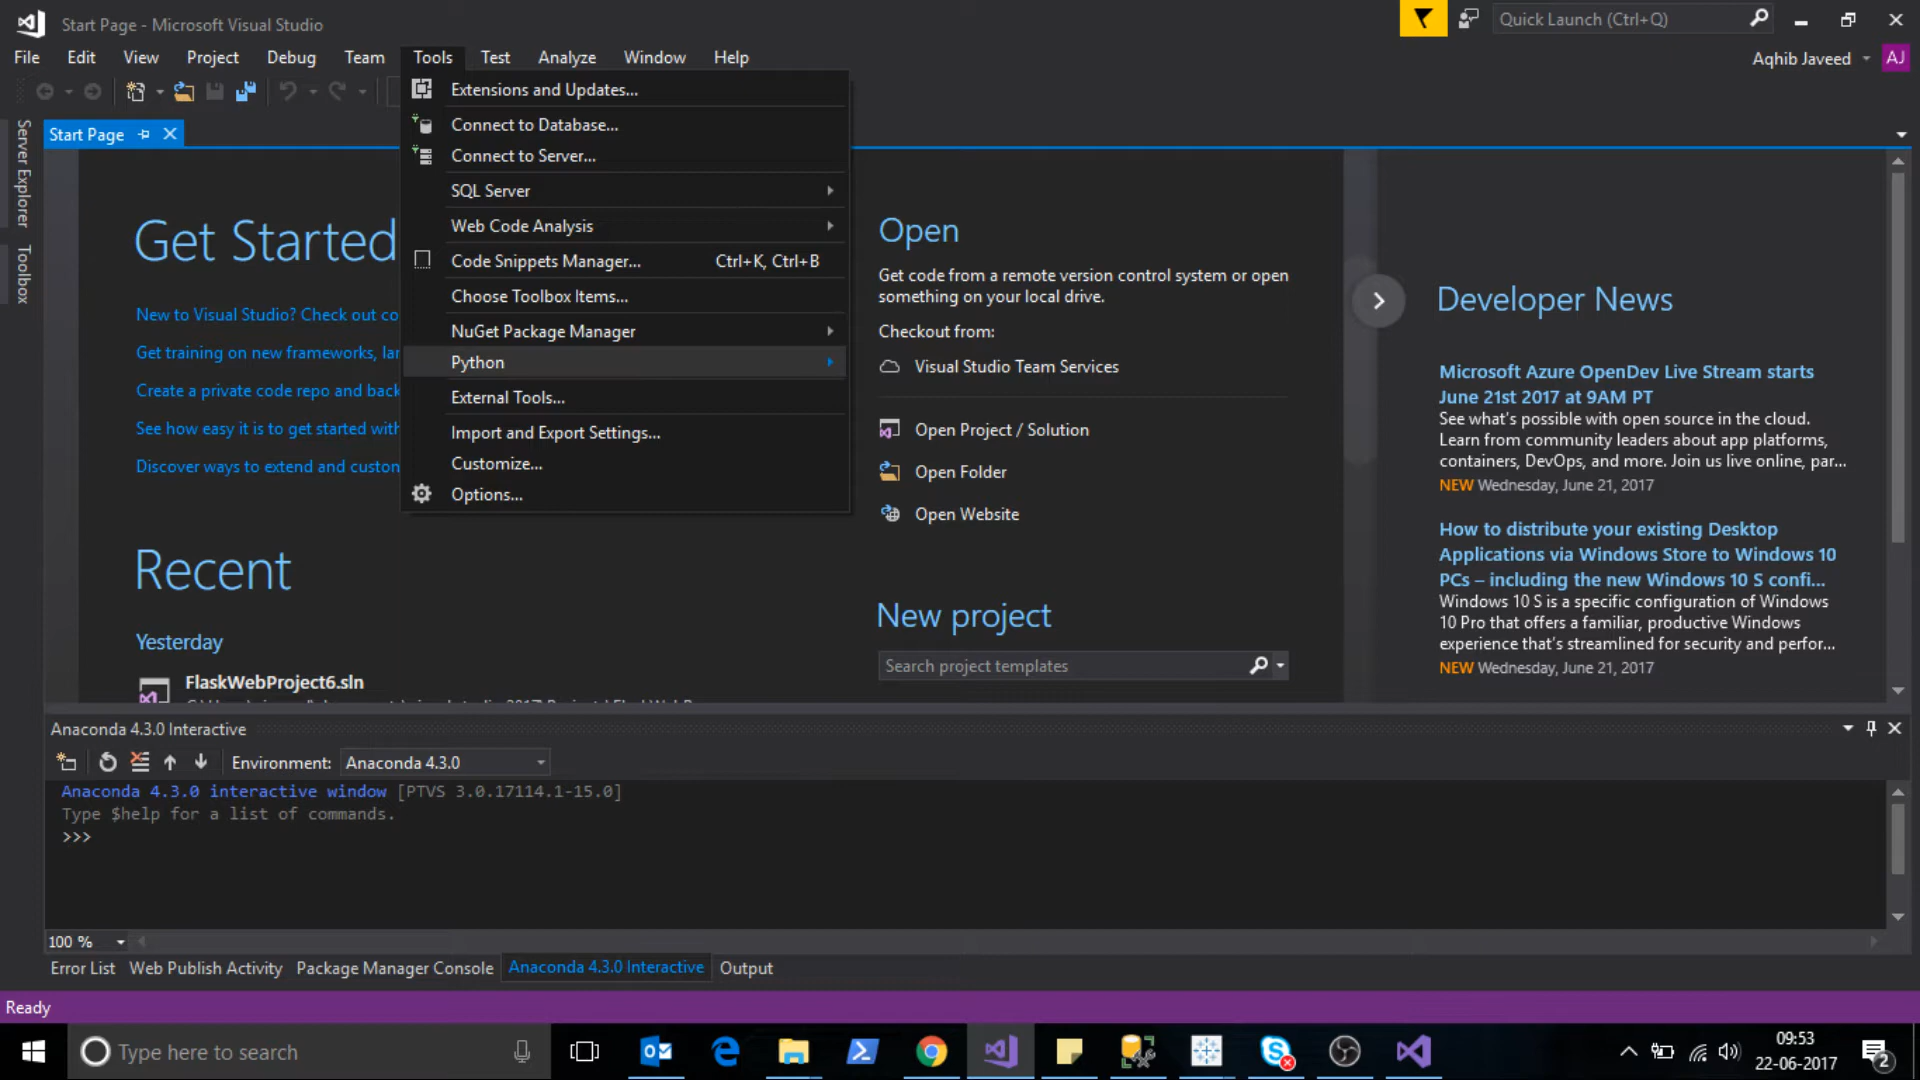 Start Page - Microsoft Visual Studio
Quick Launch (Ctrl+Q)
File Edit View Project Debug Team Tools Test Analyze Window Help
Aqhib Javeed AJ
Server Explorer
Toolbox
Start Page
Extensions and Updates...
Connect to Database...
Connect to Server...
SQL Server
Web Code Analysis
Code Snippets Manager... Ctrl+K, Ctrl+B
Choose Toolbox Items...
NuGet Package Manager
Python
External Tools...
Import and Export Settings...
Customize...
Options...
Get Started
New to Visual Studio? Check out co
Get training on new frameworks, lan
Create a private code repo and back
See how easy it is to get started with
Discover ways to extend and custon
Recent
Yesterday
FlaskWebProject6.sln
Open
Get code from a remote version control system or open
something on your local drive.
Checkout from:
Visual Studio Team Services
Open Project / Solution
Open Folder
Open Website
New project
Search project templates
Developer News
Microsoft Azure OpenDev Live Stream starts
June 21st 2017 at 9AM PT
See what's possible with open source in the cloud.
Learn from community leaders about app platforms,
containers, DevOps, and more. Join us live online, par...
NEW Wednesday, June 21, 2017
How to distribute your existing Desktop
Applications via Windows Store to Windows 10
PCs – including the new Windows 10 S confi...
Windows 10 S is a specific configuration of Windows
10 Pro that offers a familiar, productive Windows
experience that's streamlined for security and perfor...
NEW Wednesday, June 21, 2017
Anaconda 4.3.0 Interactive
Environment: Anaconda 4.3.0
Anaconda 4.3.0 interactive window [PTVS 3.0.17114.1-15.0]
Type $help for a list of commands.
>>>
100 %
Error List Web Publish Activity Package Manager Console Anaconda 4.3.0 Interactive Output
Ready
Type here to search
09:53
22-06-2017
2